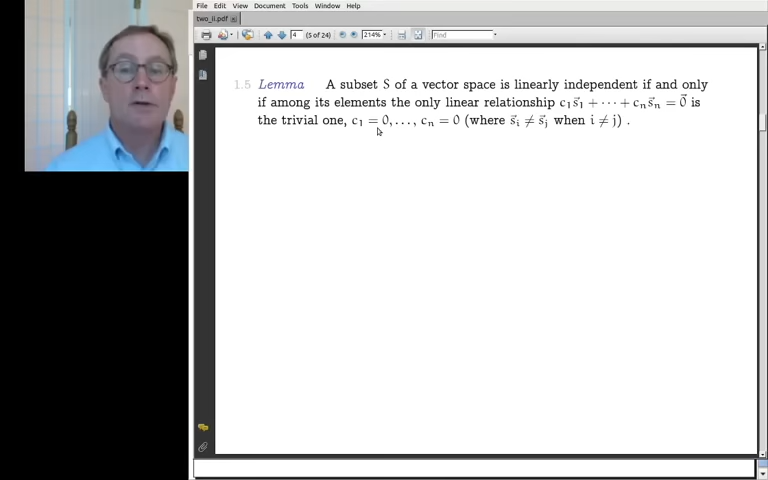 File Edit View Document Tools Window Help
two_ii.pdf
4 (5 of 24) 214% Find
1.5 Lemma A subset S of a vector space is linearly independent if and only
if among its elements the only linear relationship c₁s⃗₁ + ⋯ + cₙs⃗ₙ = 0⃗ is
the trivial one, c₁ = 0, …, cₙ = 0 (where s⃗ᵢ ≠ s⃗ⱼ when i ≠ j) .